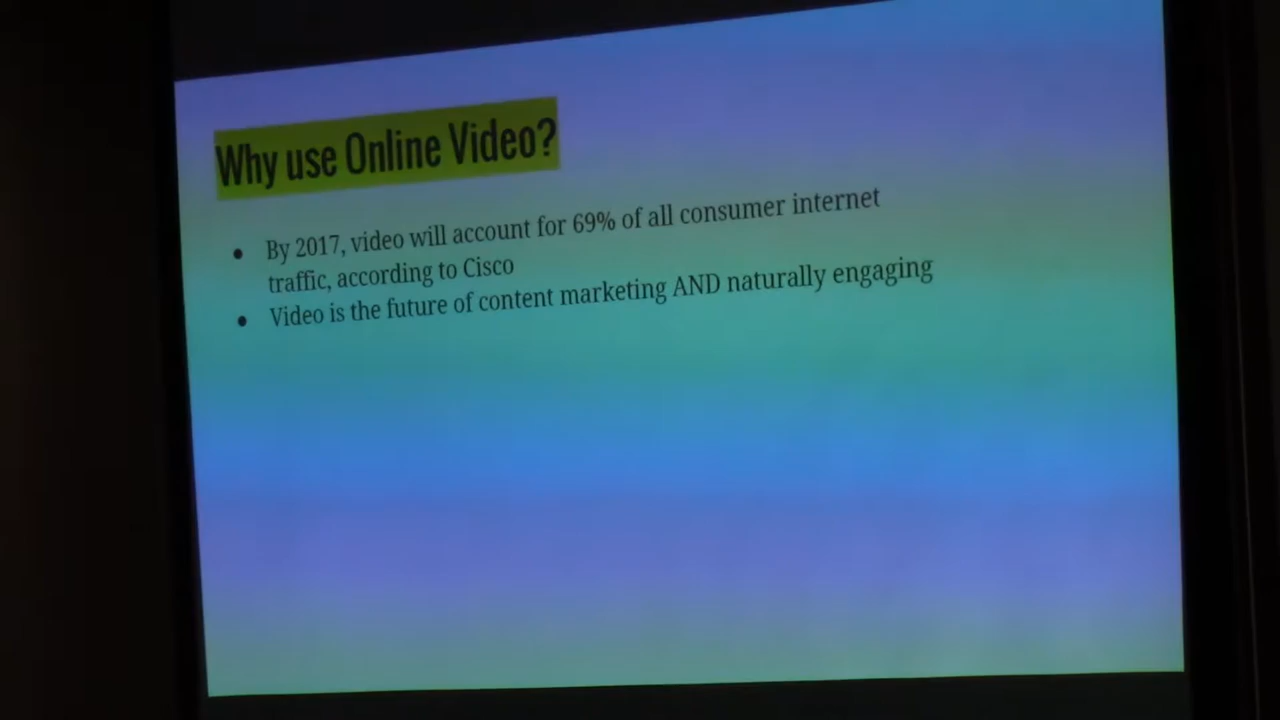 Why use Online Video?
• By 2017, video will account for 69% of all consumer internet
traffic, according to Cisco
• Video is the future of content marketing AND naturally engaging